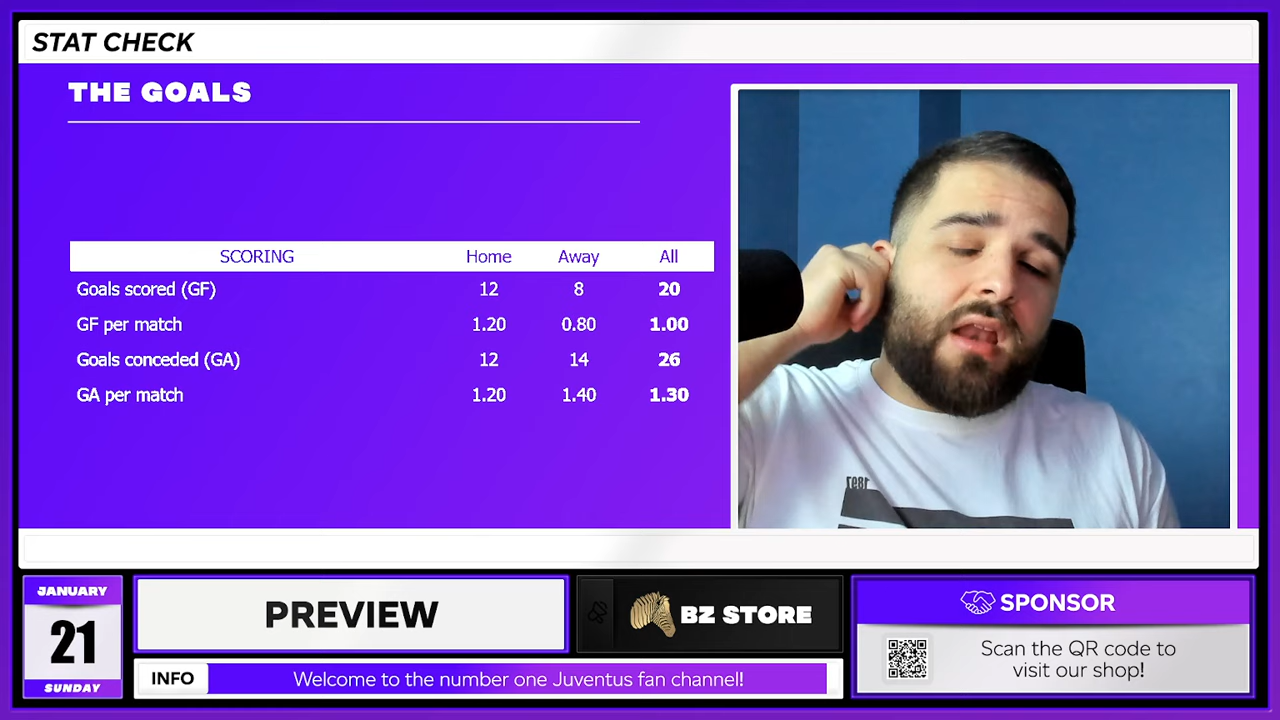 STAT CHECK
THE GOALS
SCORING Home Away All
Goals scored (GF) 12 8 20
GF per match 1.20 0.80 1.00
Goals conceded (GA) 12 14 26
GA per match 1.20 1.40 1.30
1897
JANUARY
21
SUNDAY
PREVIEW
BZ STORE
INFO Welcome to the number one Juventus fan channel!
SPONSOR
Scan the QR code to
visit our shop!